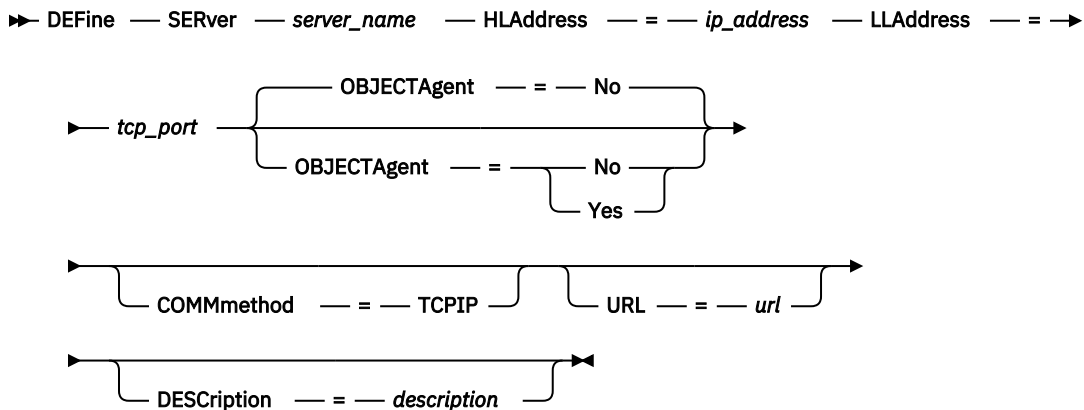 DEFine SERver server_name HLAddress = ip_address LLAddress =
tcp_port
OBJECTAgent = No
OBJECTAgent = No
Yes
COMMmethod = TCPIP URL = url
DESCription = description